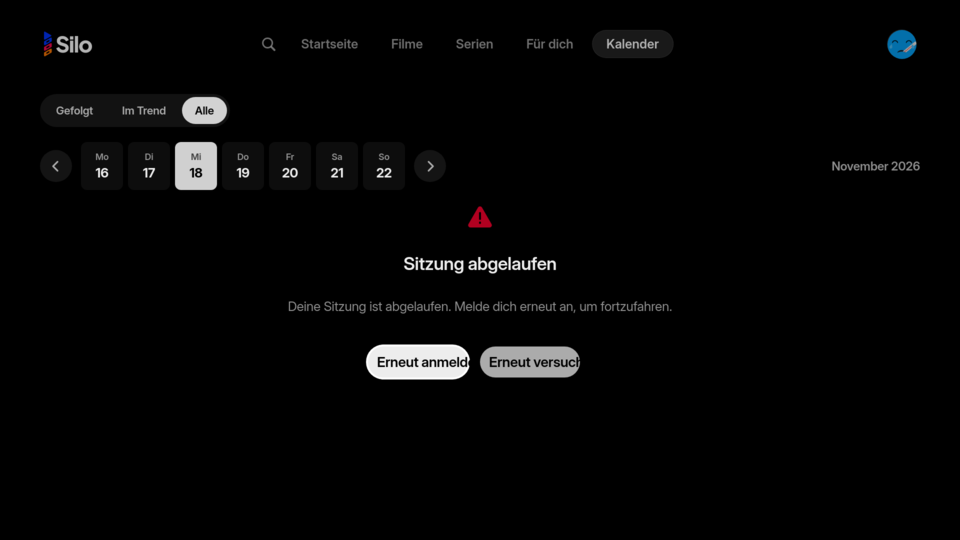 Silo
Startseite
Filme
Serien
Für dich
Kalender
Gefolgt
Im Trend
Alle
Mo
16
Di
17
Mi
18
Do
19
Fr
20
Sa
21
So
22
November 2026
Sitzung abgelaufen
Deine Sitzung ist abgelaufen. Melde dich erneut an, um fortzufahren.
Erneut anmeld
Erneut versuch